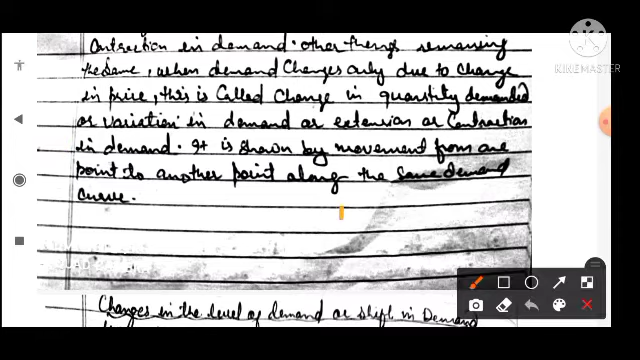 Contraction in demand. other things remaining
the same, when demand changes only due to change
in price, this is called change in quantity demanded
or variation in demand or extension or contraction
in demand. It is shown by movement from one
point to another point along the same demand
curve.
Changes in the level of demand or shift in Demand
KINEMASTER